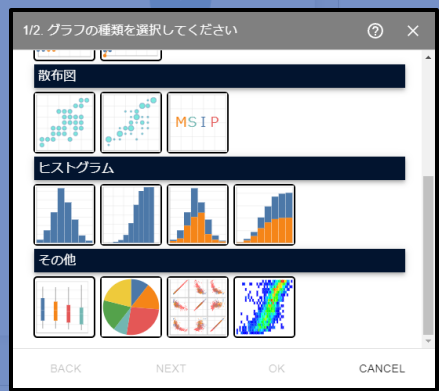 1/2. グラフの種類を選択してください
散布図
MSIP
ヒストグラム
その他
BACK NEXT OK CANCEL